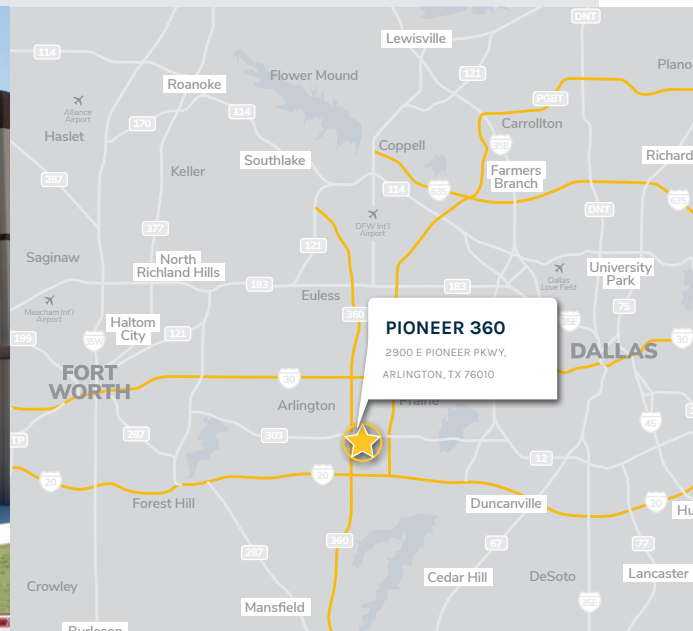 DNT
Lewisville
114
Plano
121
Flower Mound
Roanoke
PGBT
Alliance
Airport
114
170
Carrollton
Haslet
35E
Coppell
Richard
Southlake
Farmers
Branch
Keller
287
114
635
635
DNT
DFW Int'l
Airport
377
121
Saginaw
North
Richland Hills
University
Park
Dallas
Love Field
183
183
Euless
Meacham Int'l
Airport
360
PIONEER 360
75
35E
Haltom
City
199
35W
121
30
DALLAS
2900 E PIONEER PKWY,
ARLINGTON, TX 76010
FORT
WORTH
30
Arlington
Prairie
45
287
303
TP
12
20
20
20
Forest Hill
Duncanville
Hu
360
67
77
287
Crowley
Cedar Hill
DeSoto
Lancaster
35E
Mansfield
Burleson